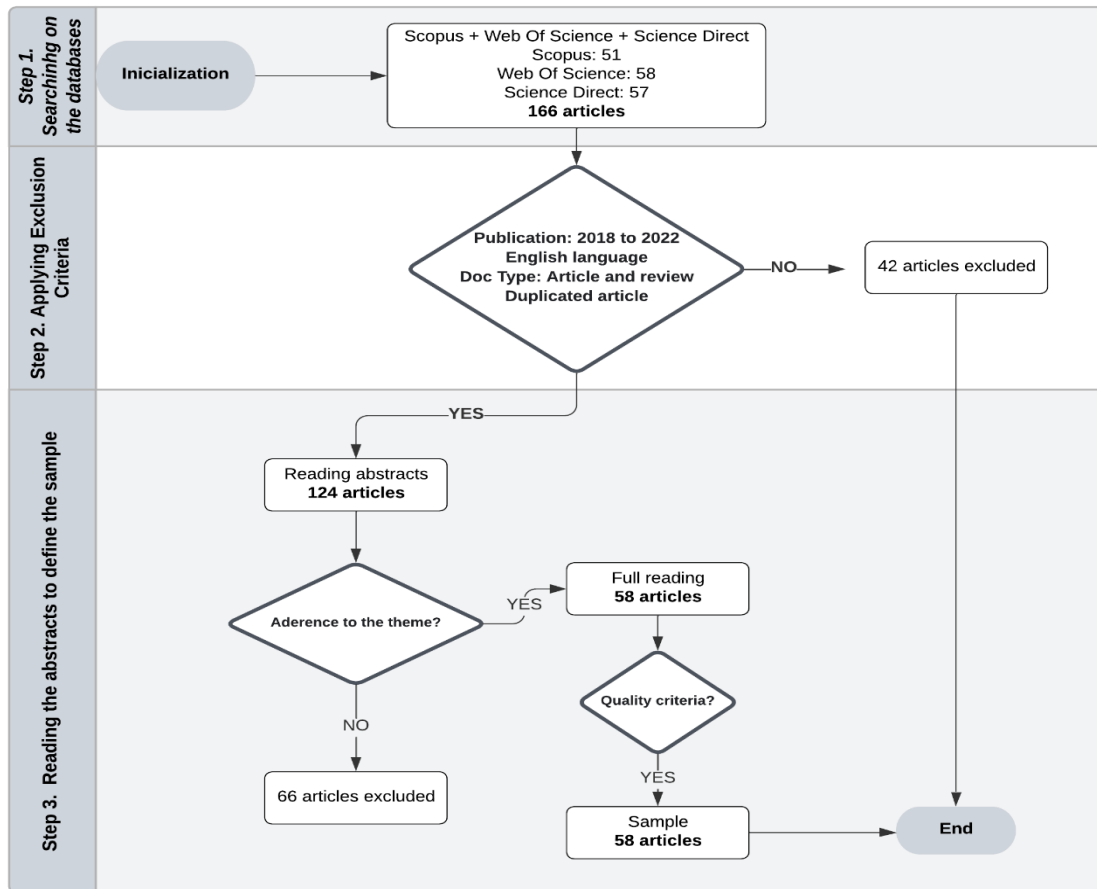 Step 1.
Searchinhg on
the databases
Inicialization
Scopus + Web Of Science + Science Direct
Scopus: 51
Web Of Science: 58
Science Direct: 57
166 articles
Step 2. Applying Exclusion
Criteria
Publication: 2018 to 2022
English language
Doc Type: Article and review
Duplicated article
NO
42 articles excluded
YES
Step 3. Reading the abstracts to define the sample
Reading abstracts
124 articles
Aderence to the theme?
YES
Full reading
58 articles
Quality criteria?
NO
YES
66 articles excluded
Sample
58 articles
End